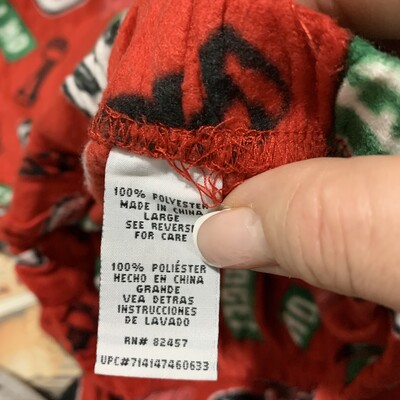 100% POLYESTER
MADE IN CHINA
LARGE
SEE REVERSE
FOR CARE
100% POLIÉSTER
HECHO EN CHINA
GRANDE
VEA DETRAS
INSTRUCCIONES
DE LAVADO
RN# 82457
UPC#714147460633